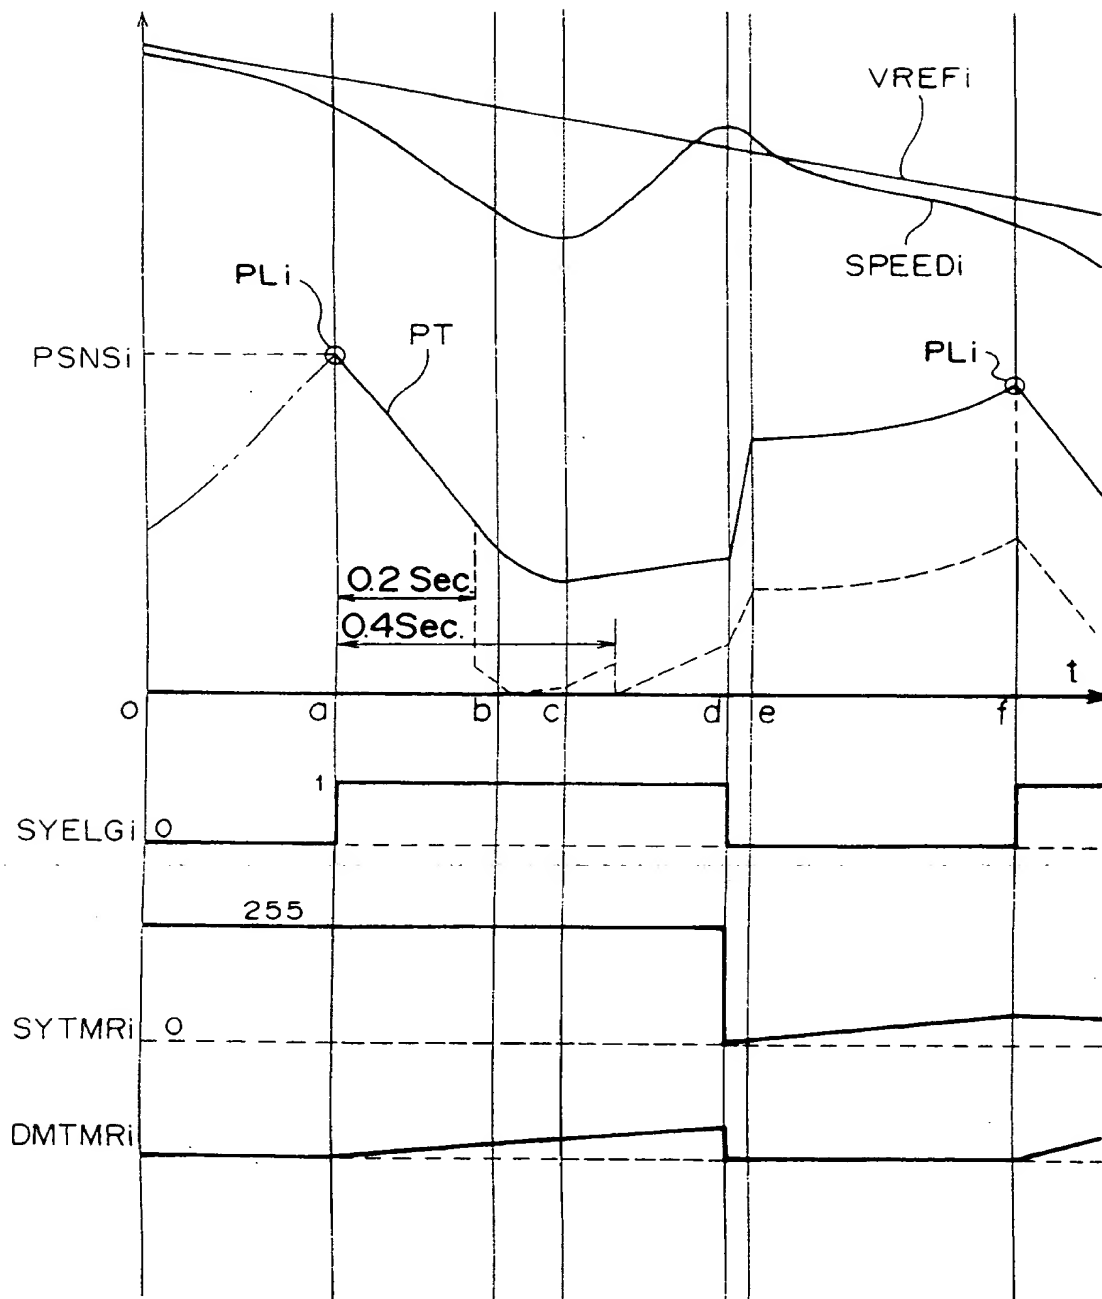 VREFi
SPEEDi
PLi
PT
PSNSi
PLi
0.2 Sec.
0.4Sec.
t
o a b c d e f
1
SYELGi 0
255
SYTMRi 0
DMTMRi